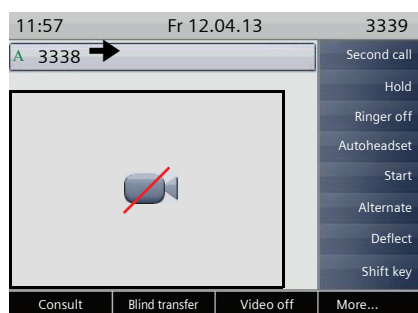 11:57 Fr 12.04.13 3339
A 3338
Second call
Hold
Ringer off
Autoheadset
Start
Alternate
Deflect
Shift key
Consult Blind transfer Video off More...